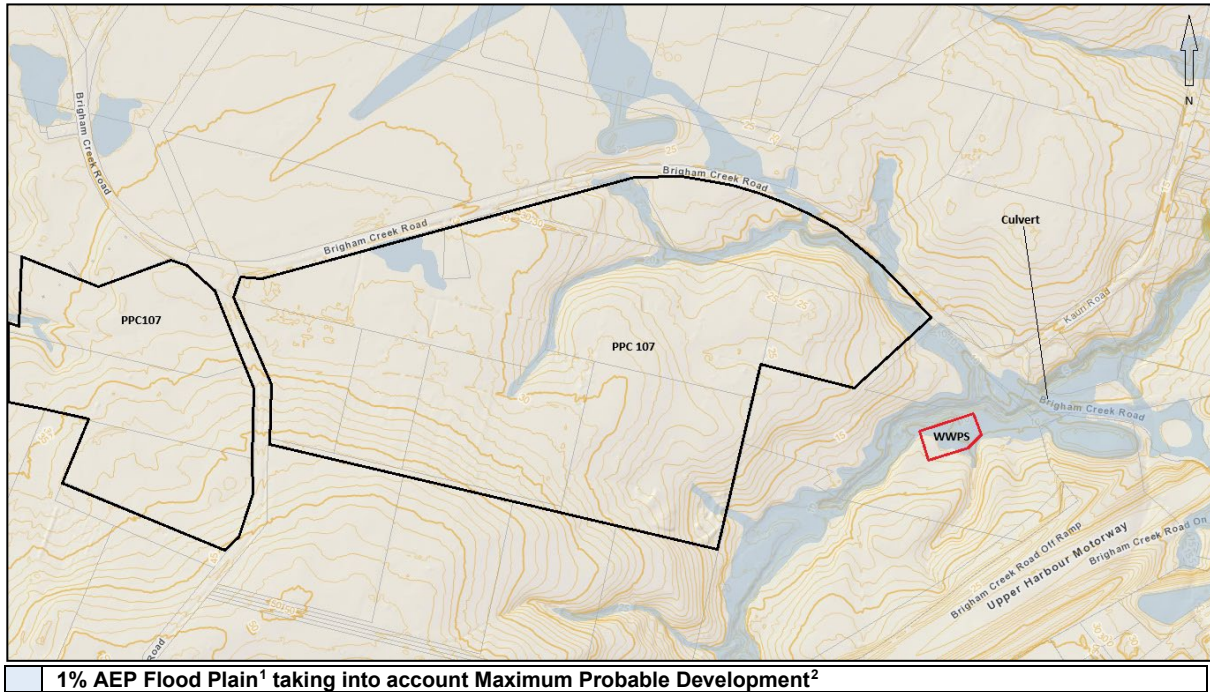 N
Brigham Creek Road
25
Brigham Creek Road
Brigham Creek Road
Culvert
Kauri Road
PPC107
PPC 107
Brigham Creek Road
WWPS
Brigham Creek Road Off Ramp
Upper Harbour Motorway
Brigham Creek Road On
Road
1% AEP Flood Plain¹ taking into account Maximum Probable Development²